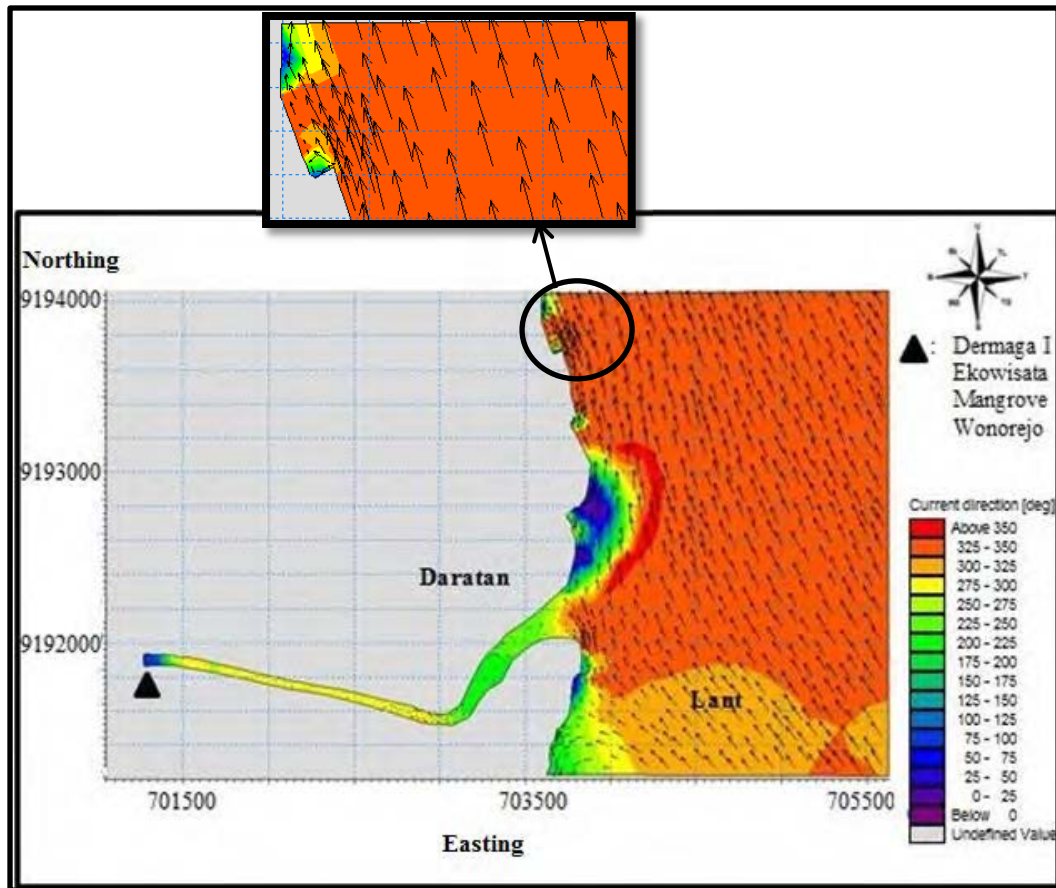 Northing
9194000
9193000
9192000
701500
703500
705500
Easting
Daratan
Laut
: Dermaga I
Ekowisata
Mangrove
Wonorejo
Current direction [deg]
Above 350
325 - 350
300 - 325
275 - 300
250 - 275
225 - 250
200 - 225
175 - 200
150 - 175
125 - 150
100 - 125
75 - 100
50 - 75
25 - 50
0 - 25
Below 0
Undefined Value